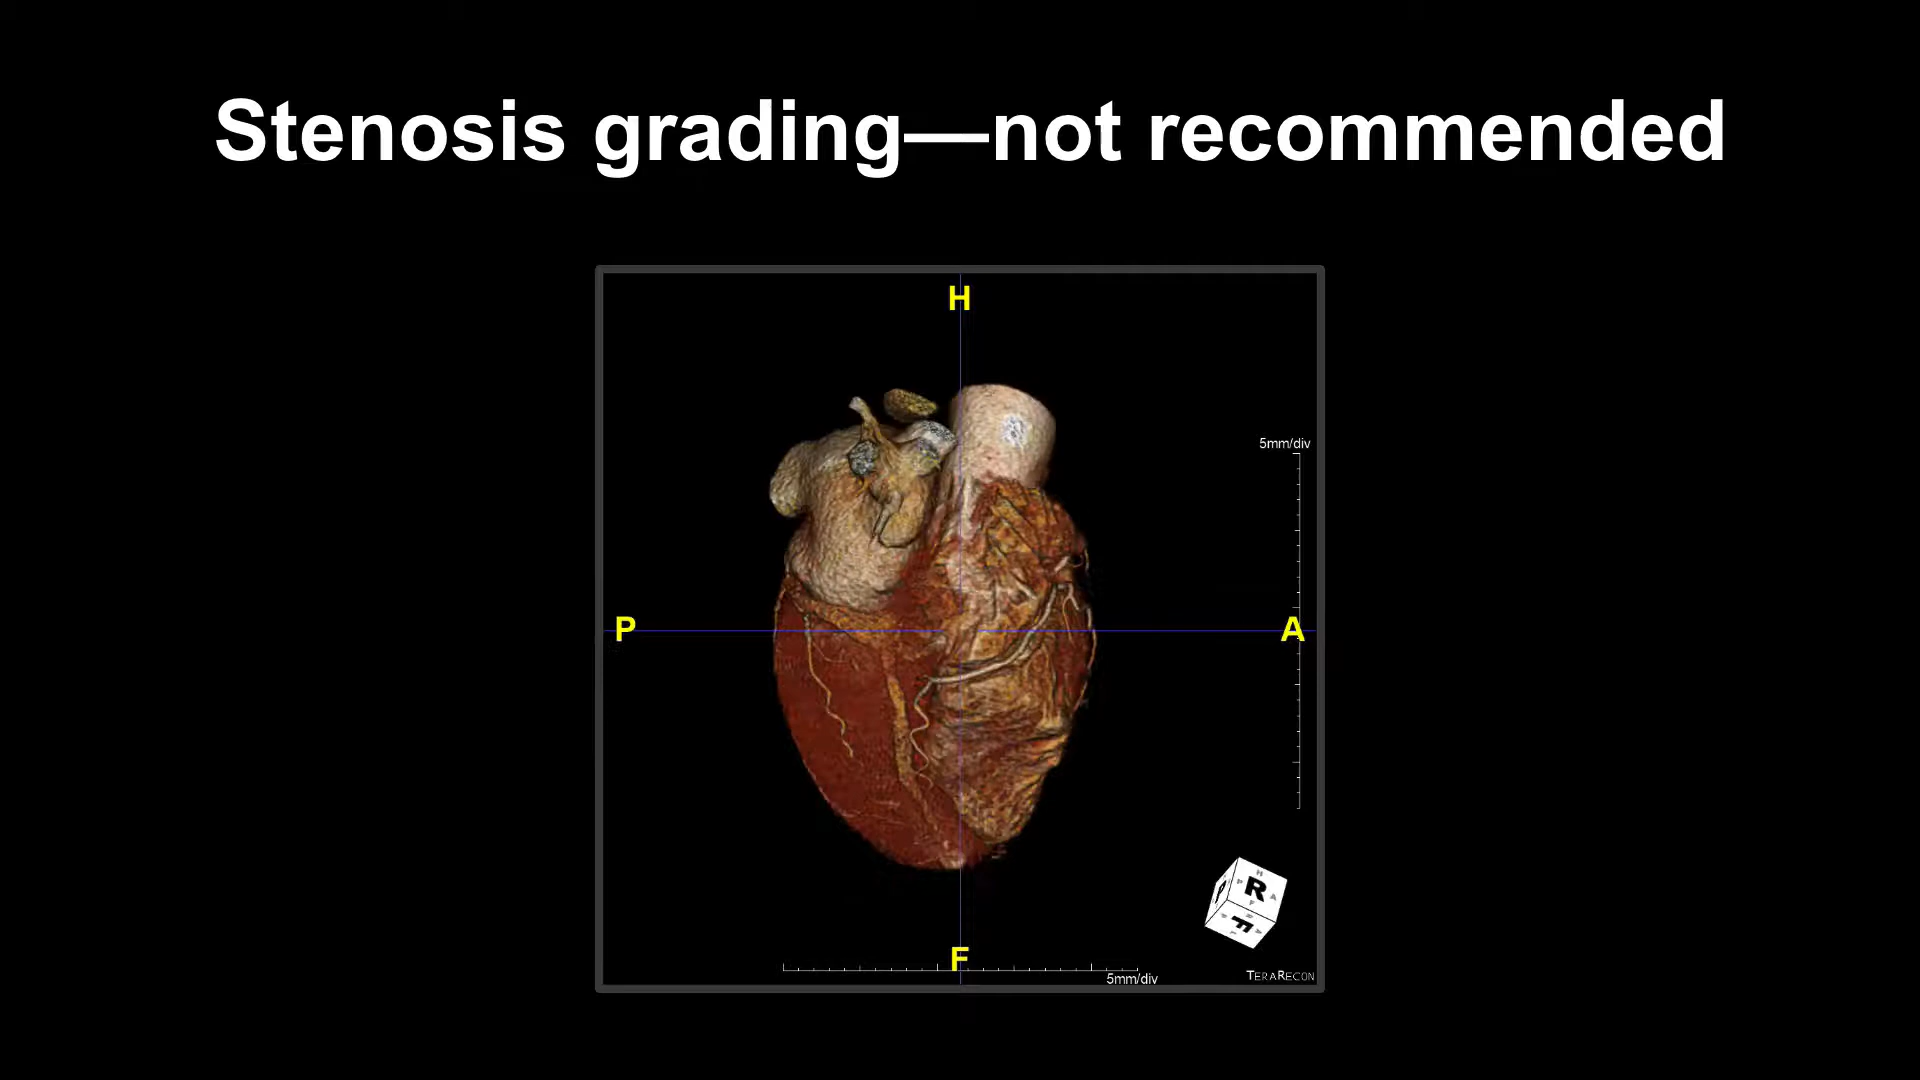 Stenosis grading—not recommended
H
5mm/div
P
A
R
F
F
5mm/div
TERARECON